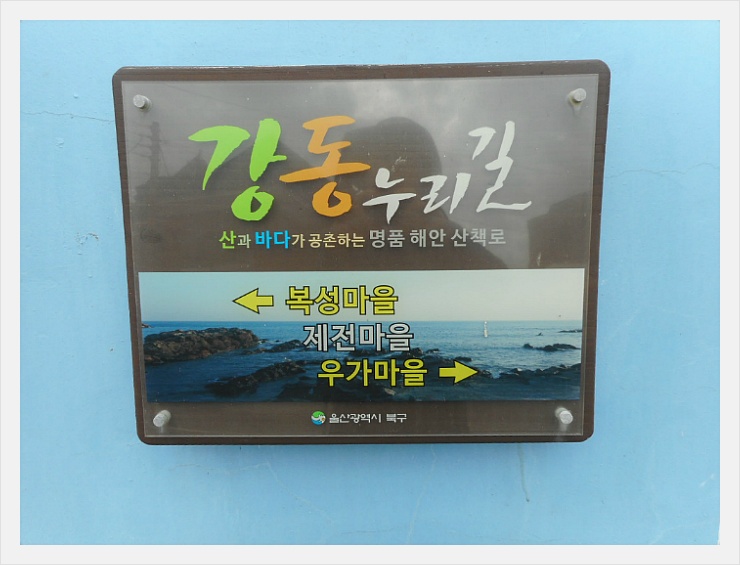 강동누리길
산과 바다가 공존하는 명품 해안 산책로
복성마을
제전마을
우가마을
울산광역시 북구